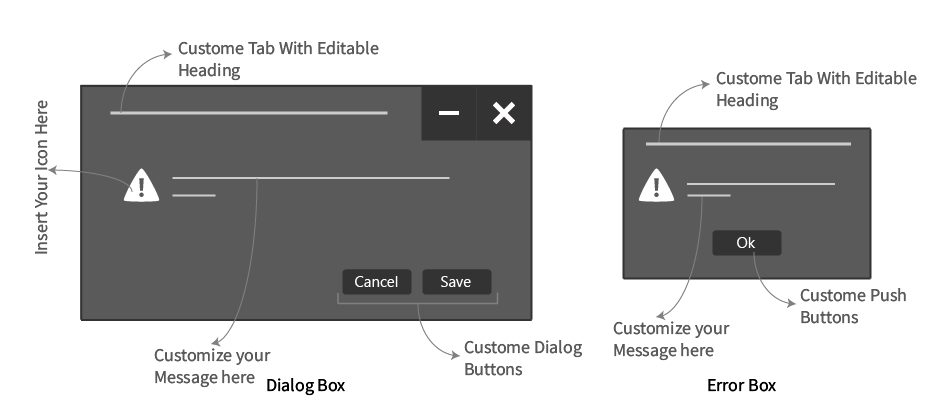 Custome Tab With Editable
Heading
Insert Your Icon Here
Cancel
Save
Customize your
Message here
Custome Dialog
Buttons
Dialog Box
Custome Tab With Editable
Heading
Ok
Custome Push
Buttons
Customize your
Message here
Error Box